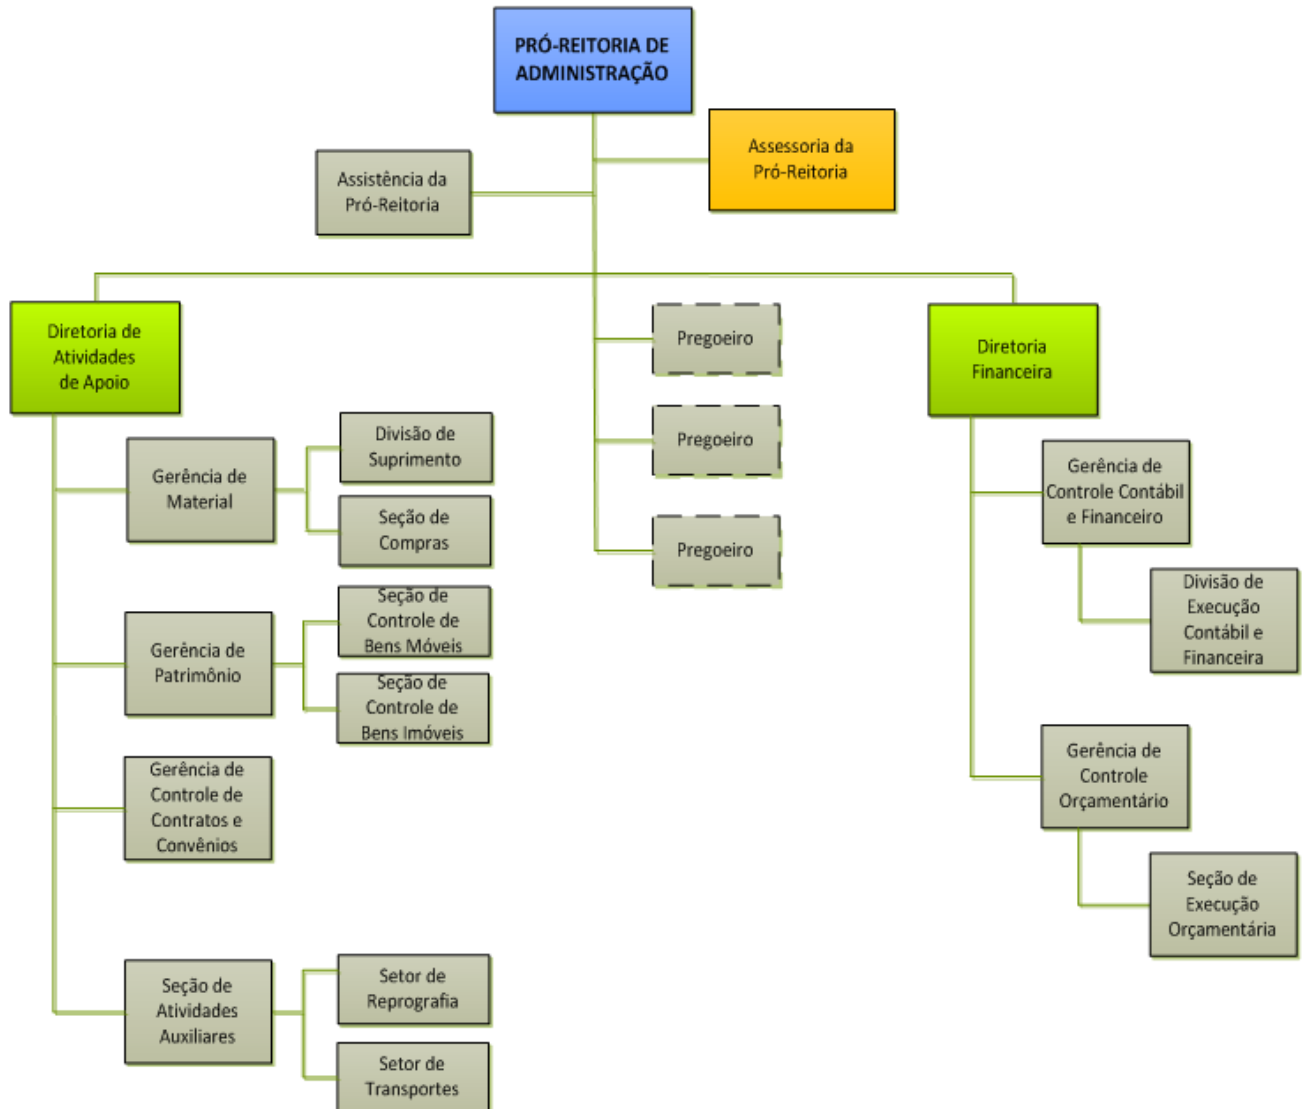 PRÓ-REITORIA DE
ADMINISTRAÇÃO
Assessoria da
Pró-Reitoria
Assistência da
Pró-Reitoria
Diretoria de
Atividades
de Apoio
Pregoeiro
Pregoeiro
Pregoeiro
Diretoria
Financeira
Gerência de
Material
Divisão de
Suprimento
Seção de
Compras
Gerência de
Patrimônio
Seção de
Controle de
Bens Móveis
Seção de
Controle de
Bens Imóveis
Gerência de
Controle de
Contratos e
Convênios
Seção de
Atividades
Auxiliares
Setor de
Reprografia
Setor de
Transportes
Gerência de
Controle Contábil
e Financeiro
Divisão de
Execução
Contábil e
Financeira
Gerência de
Controle
Orçamentário
Seção de
Execução
Orçamentária